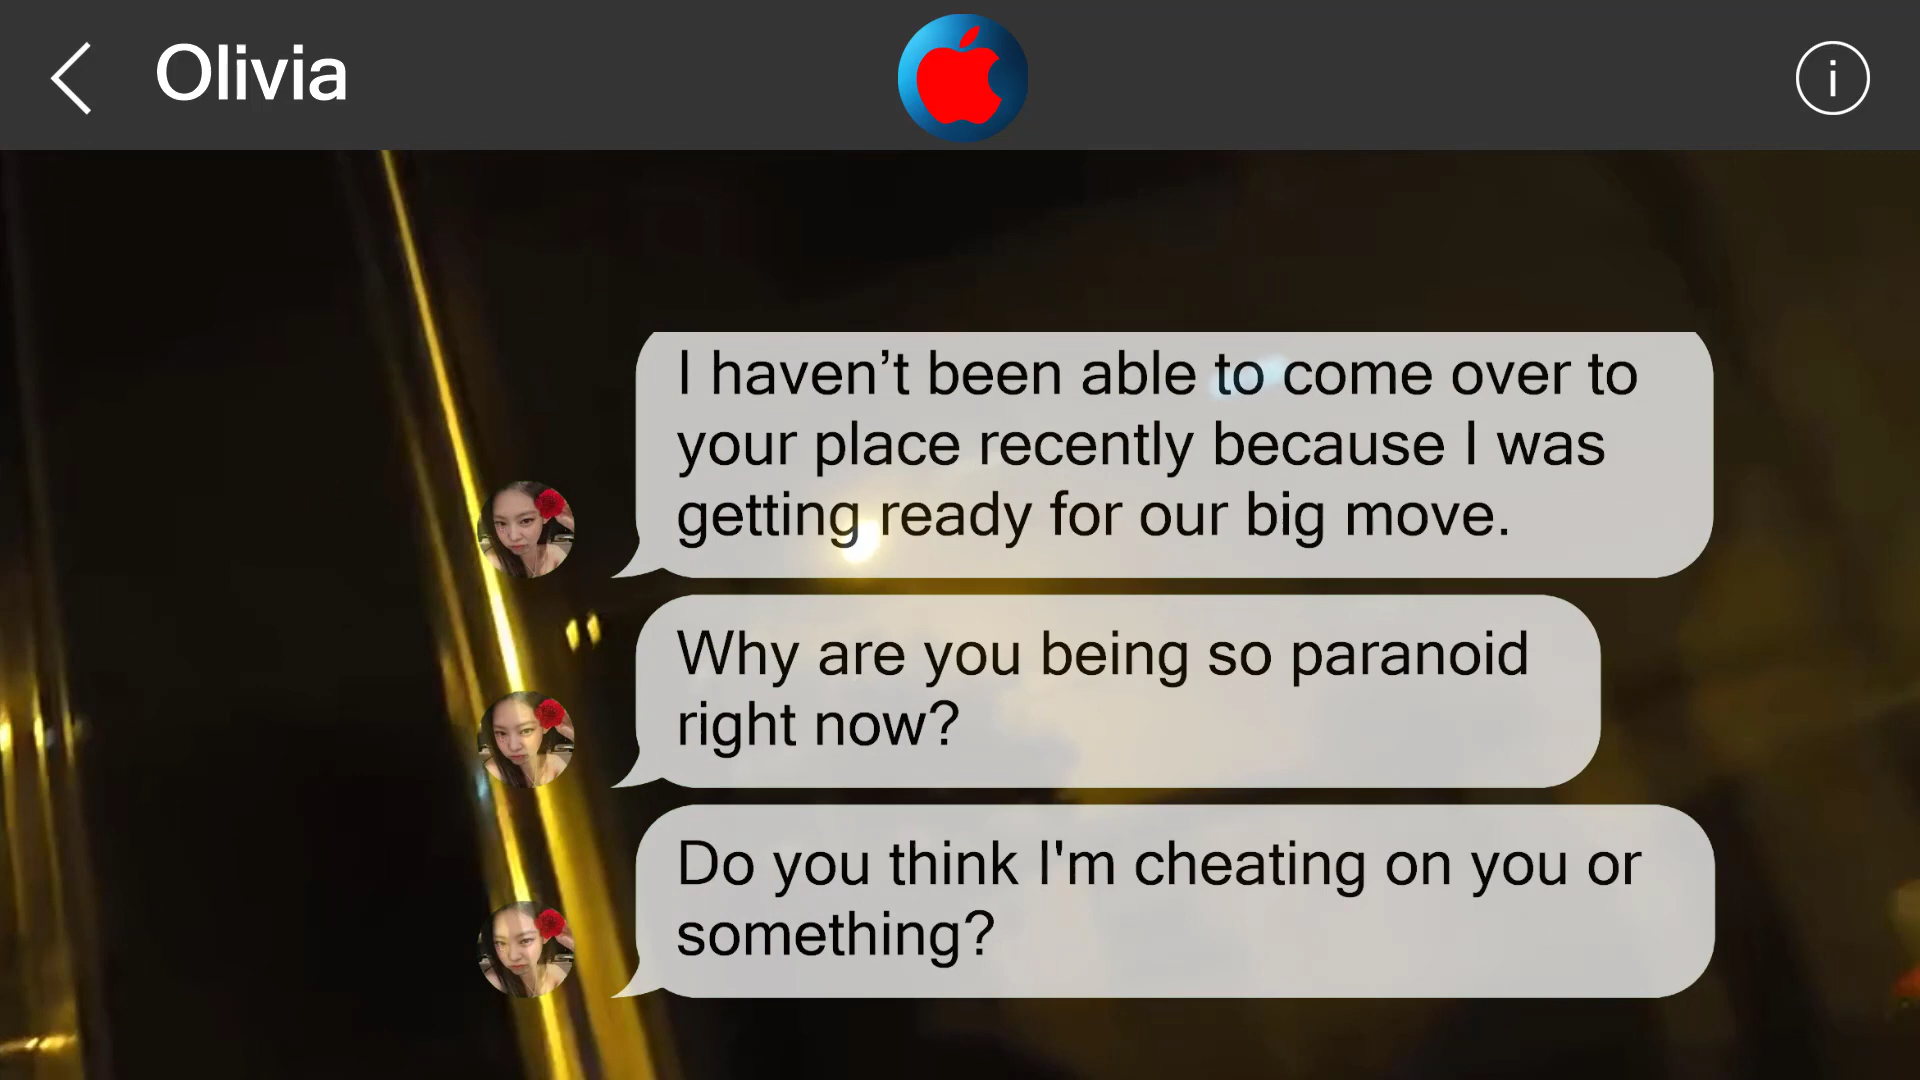 Olivia
i
I haven’t been able to come over to
your place recently because I was
getting ready for our big move.
Why are you being so paranoid
right now?
Do you think I'm cheating on you or
something?